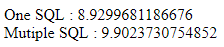 One SQL : 8.9299681186676
Mutiple SQL : 9.9023730754852